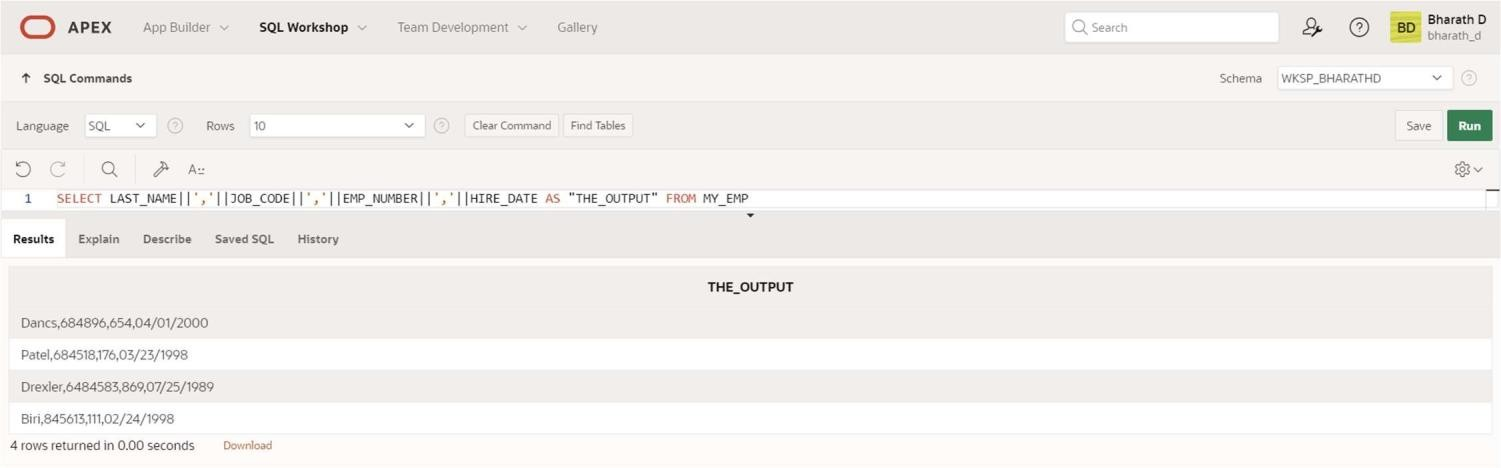 APEX App Builder SQL Workshop Team Development Gallery Search BD Bharath D
bharath_d
SQL Commands Schema WKSP_BHARATHD
Language SQL Rows 10 Clear Command Find Tables Save Run
A::
1 SELECT LAST_NAME||','||JOB_CODE||','||EMP_NUMBER||','||HIRE_DATE AS "THE_OUTPUT" FROM MY_EMP
Results Explain Describe Saved SQL History
THE_OUTPUT
Dancs,684896,654,04/01/2000
Patel,684518,176,03/23/1998
Drexler,6484583,869,07/25/1989
Biri,845613,111,02/24/1998
4 rows returned in 0.00 seconds Download